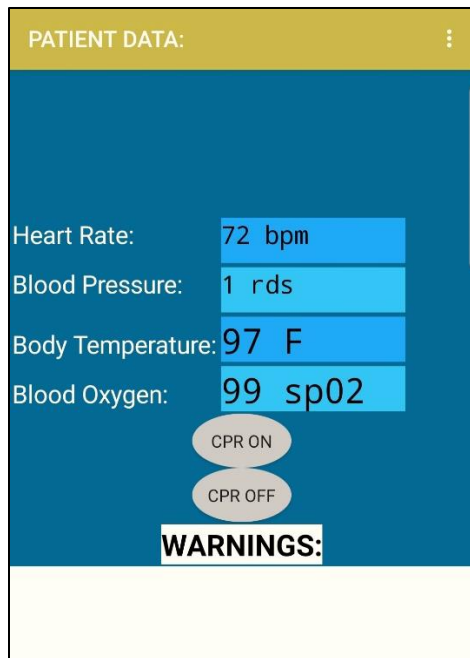 PATIENT DATA:
Heart Rate: 72 bpm
Blood Pressure: 1 rds
Body Temperature: 97 F
Blood Oxygen: 99 sp02
CPR ON
CPR OFF
WARNINGS: